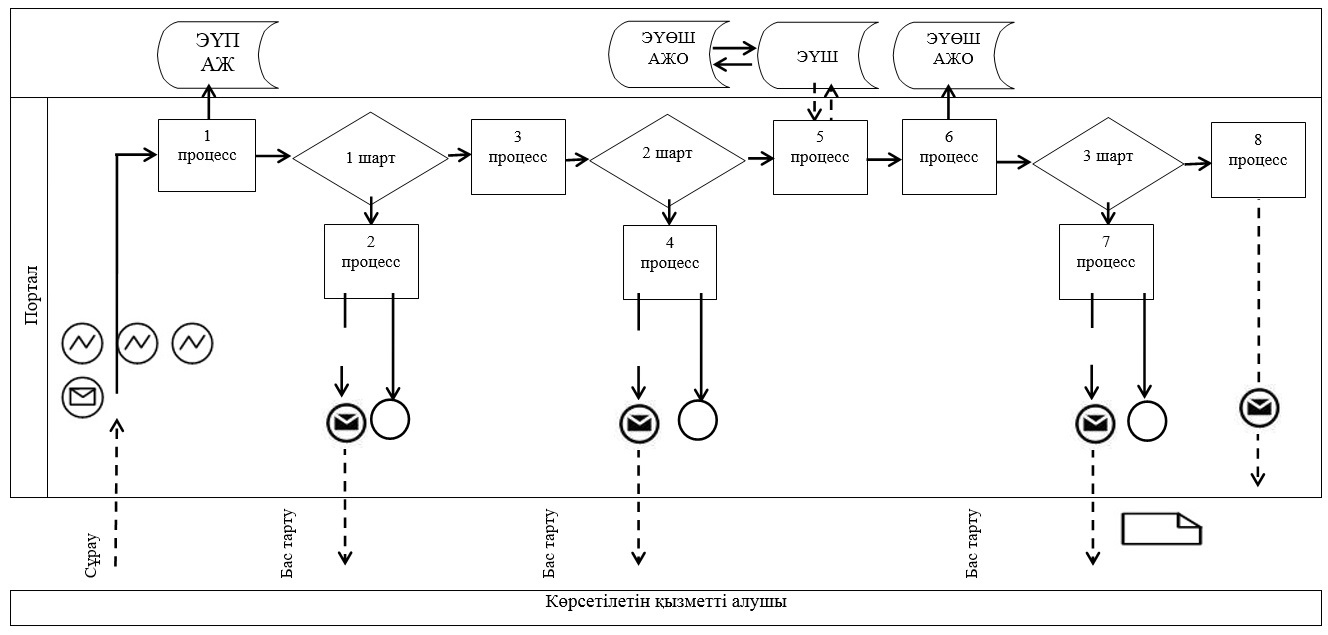 ЭҮП
АЖ
ЭҮӨШ
АЖО
ЭҮШ
ЭҮӨШ
АЖО
1
процесс
1 шарт
3
процесс
2 шарт
5
процесс
6
процесс
3 шарт
8
процесс
2
процесс
4
процесс
7
процесс
Портал
Сұрау
Бас тарту
Бас тарту
Бас тарту
Көрсетілетін қызметті алушы